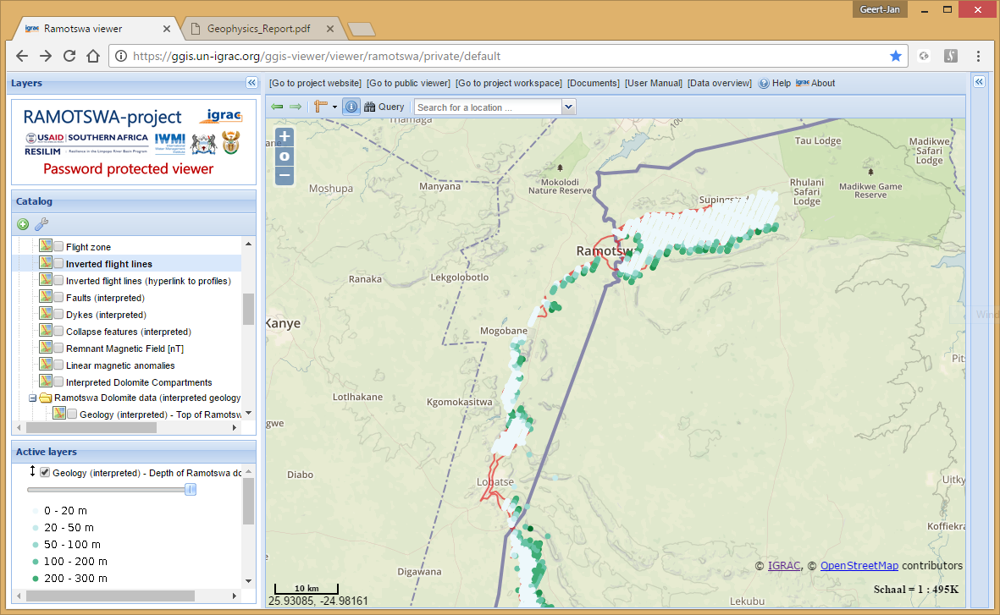 Geert-Jan
igrac Ramotswa viewer
Geophysics_Report.pdf
https://ggis.un-igrac.org/ggis-viewer/viewer/ramotswa/private/default
Layers
[Go to project website] [Go to public viewer] [Go to project workspace] [Documents] [User Manual] [Data overview] Help igrac About
RAMOTSWA-project igrac
USAID SOUTHERN AFRICA
IWMI
RESILIM
Password protected viewer
Query
Search for a location ...
Catalog
Flight zone
Inverted flight lines
Inverted flight lines (hyperlink to profiles)
Faults (interpreted)
Dykes (interpreted)
Collapse features (interpreted)
Remnant Magnetic Field [nT]
Linear magnetic anomalies
Interpreted Dolomite Compartments
Ramotswa Dolomite data (interpreted geology
Geology (interpreted) - Top of Ramotsw
Active layers
Geology (interpreted) - Depth of Ramotswa do
0 - 20 m
20 - 50 m
50 - 100 m
100 - 200 m
200 - 300 m
Thamaga
Tau Lodge
Madikwe
Safari
Lodge
Moshupa
Manyana
Mokolodi
Nature Reserve
Rhulani
Safari
Lodge
Madikwe Game
Reserve
Supingsta
Ramotswa
Ranaka
Lekgolobotlo
Kanye
Mogobane
Lotlhakane
Kgomokasitwa
gwe
Wind
Pits
Diabo
Lobatse
Uitky
Koffiekra
Digawana
Lekubu
© IGRAC, © OpenStreetMap contributors
10 km
25.93085, -24.98161
Schaal = 1 : 495K